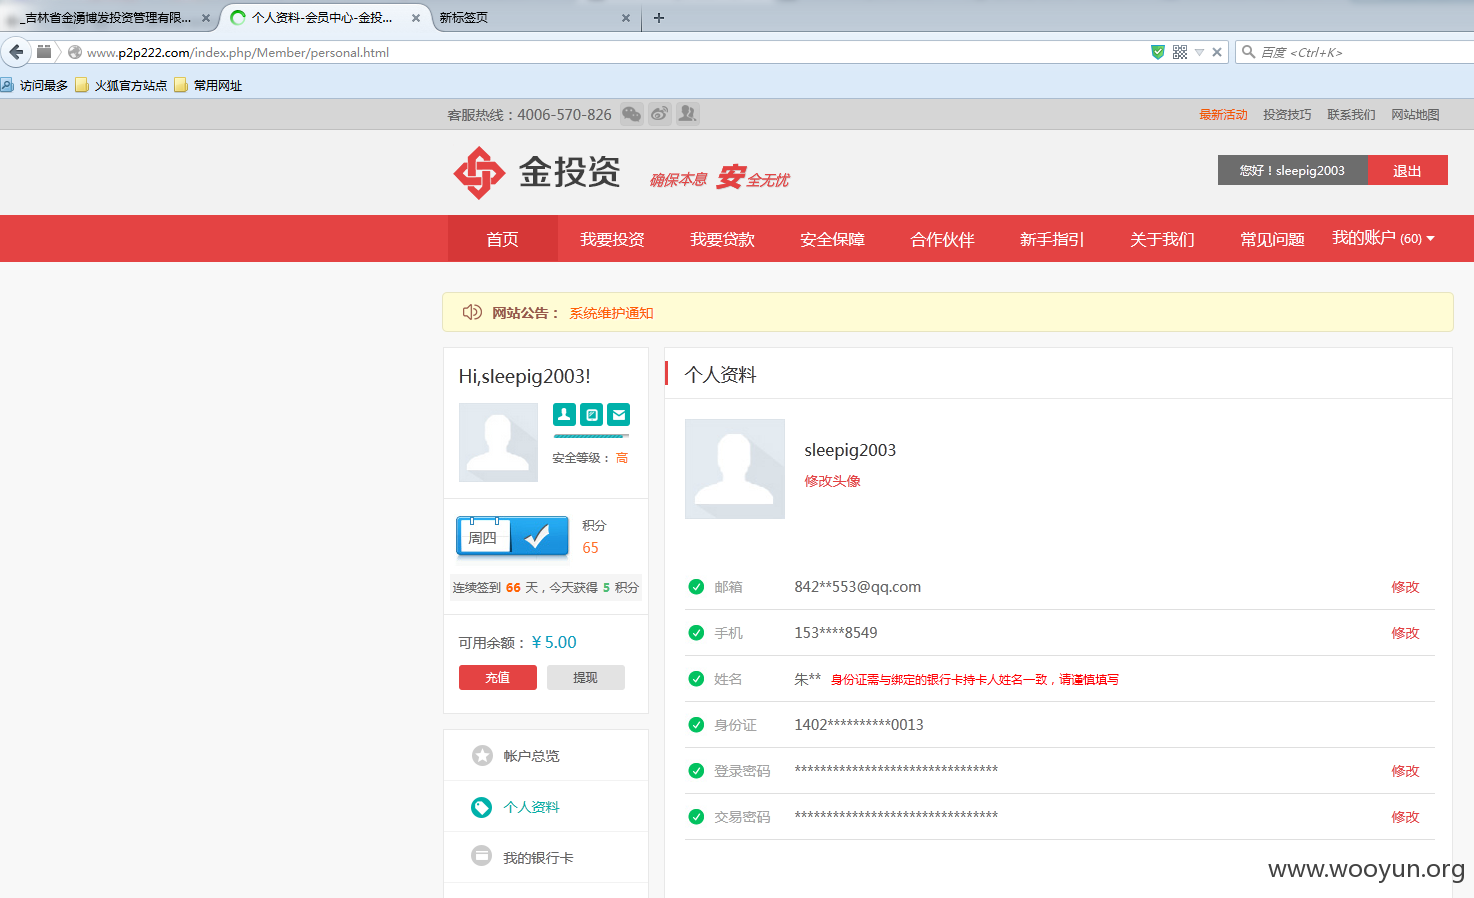 _吉林省金湧博发投资管理有限... × 个人资料-会员中心-金投... × 新标签页 × +
www.p2p222.com/index.php/Member/personal.html 百度 <Ctrl+K>
访问最多 火狐官方站点 常用网址
客服热线：4006-570-826 最新活动 投资技巧 联系我们 网站地图
金投资 确保本息 安全无忧 您好！sleepig2003 退出
首页 我要投资 我要贷款 安全保障 合作伙伴 新手指引 关于我们 常见问题 我的账户 (60)
网站公告： 系统维护通知
Hi,sleepig2003!
安全等级： 高
周四 积分
65
连续签到 66 天，今天获得 5 积分
可用余额：¥ 5.00
充值 提现
帐户总览
个人资料
我的银行卡
个人资料
sleepig2003
修改头像
邮箱 842**553@qq.com 修改
手机 153****8549 修改
姓名 朱** 身份证需与绑定的银行卡持卡人姓名一致，请谨慎填写
身份证 1402**********0013
登录密码 ******************************** 修改
交易密码 ******************************** 修改
www.wooyun.org